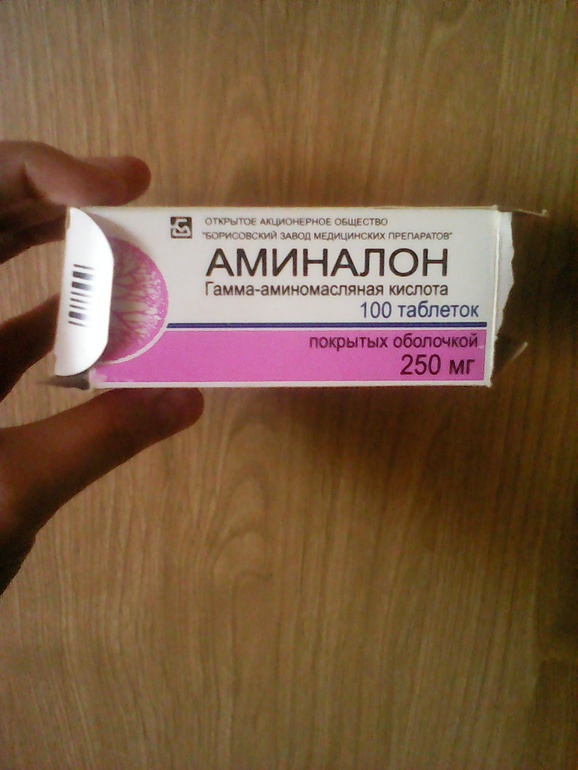 ОТКРЫТОЕ АКЦИОНЕРНОЕ ОБЩЕСТВО
"БОРИСОВСКИЙ ЗАВОД МЕДИЦИНСКИХ ПРЕПАРАТОВ"
АМИНАЛОН
Гамма-аминомасляная кислота
100 таблеток
покрытых оболочкой
250 мг